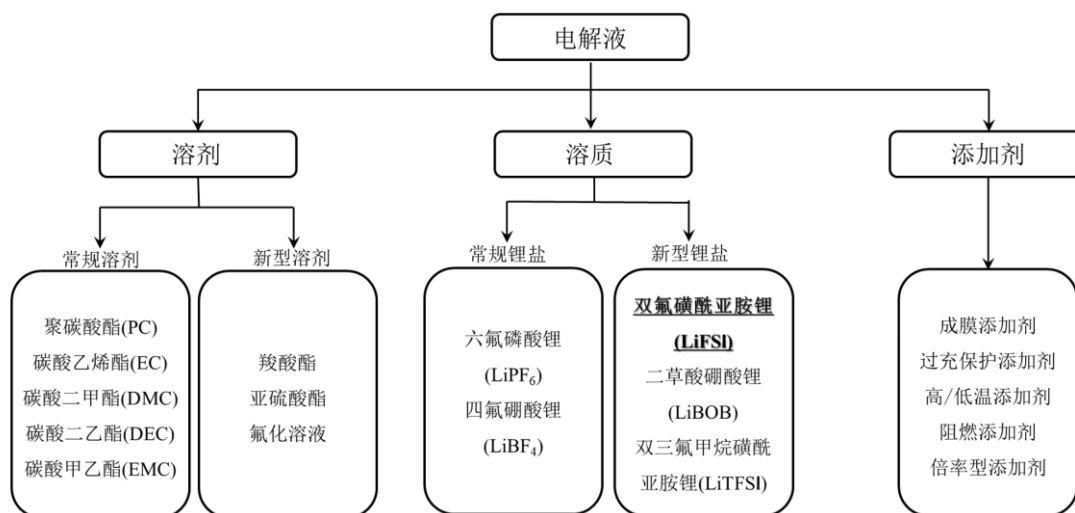 电解液
溶剂
溶质
添加剂
常规溶剂
新型溶剂
常规锂盐
新型锂盐
聚碳酸酯(PC)
碳酸乙烯酯(EC)
碳酸二甲酯(DMC)
碳酸二乙酯(DEC)
碳酸甲乙酯(EMC)
羧酸酯
亚硫酸酯
氟化溶液
六氟磷酸锂
(LiPF₆)
四氟硼酸锂
(LiBF₄)
双氟磺酰亚胺锂
(LiFSI)
二草酸硼酸锂
(LiBOB)
双三氟甲烷磺酰
亚胺锂(LiTFSI)
成膜添加剂
过充保护添加剂
高/低温添加剂
阻燃添加剂
倍率型添加剂